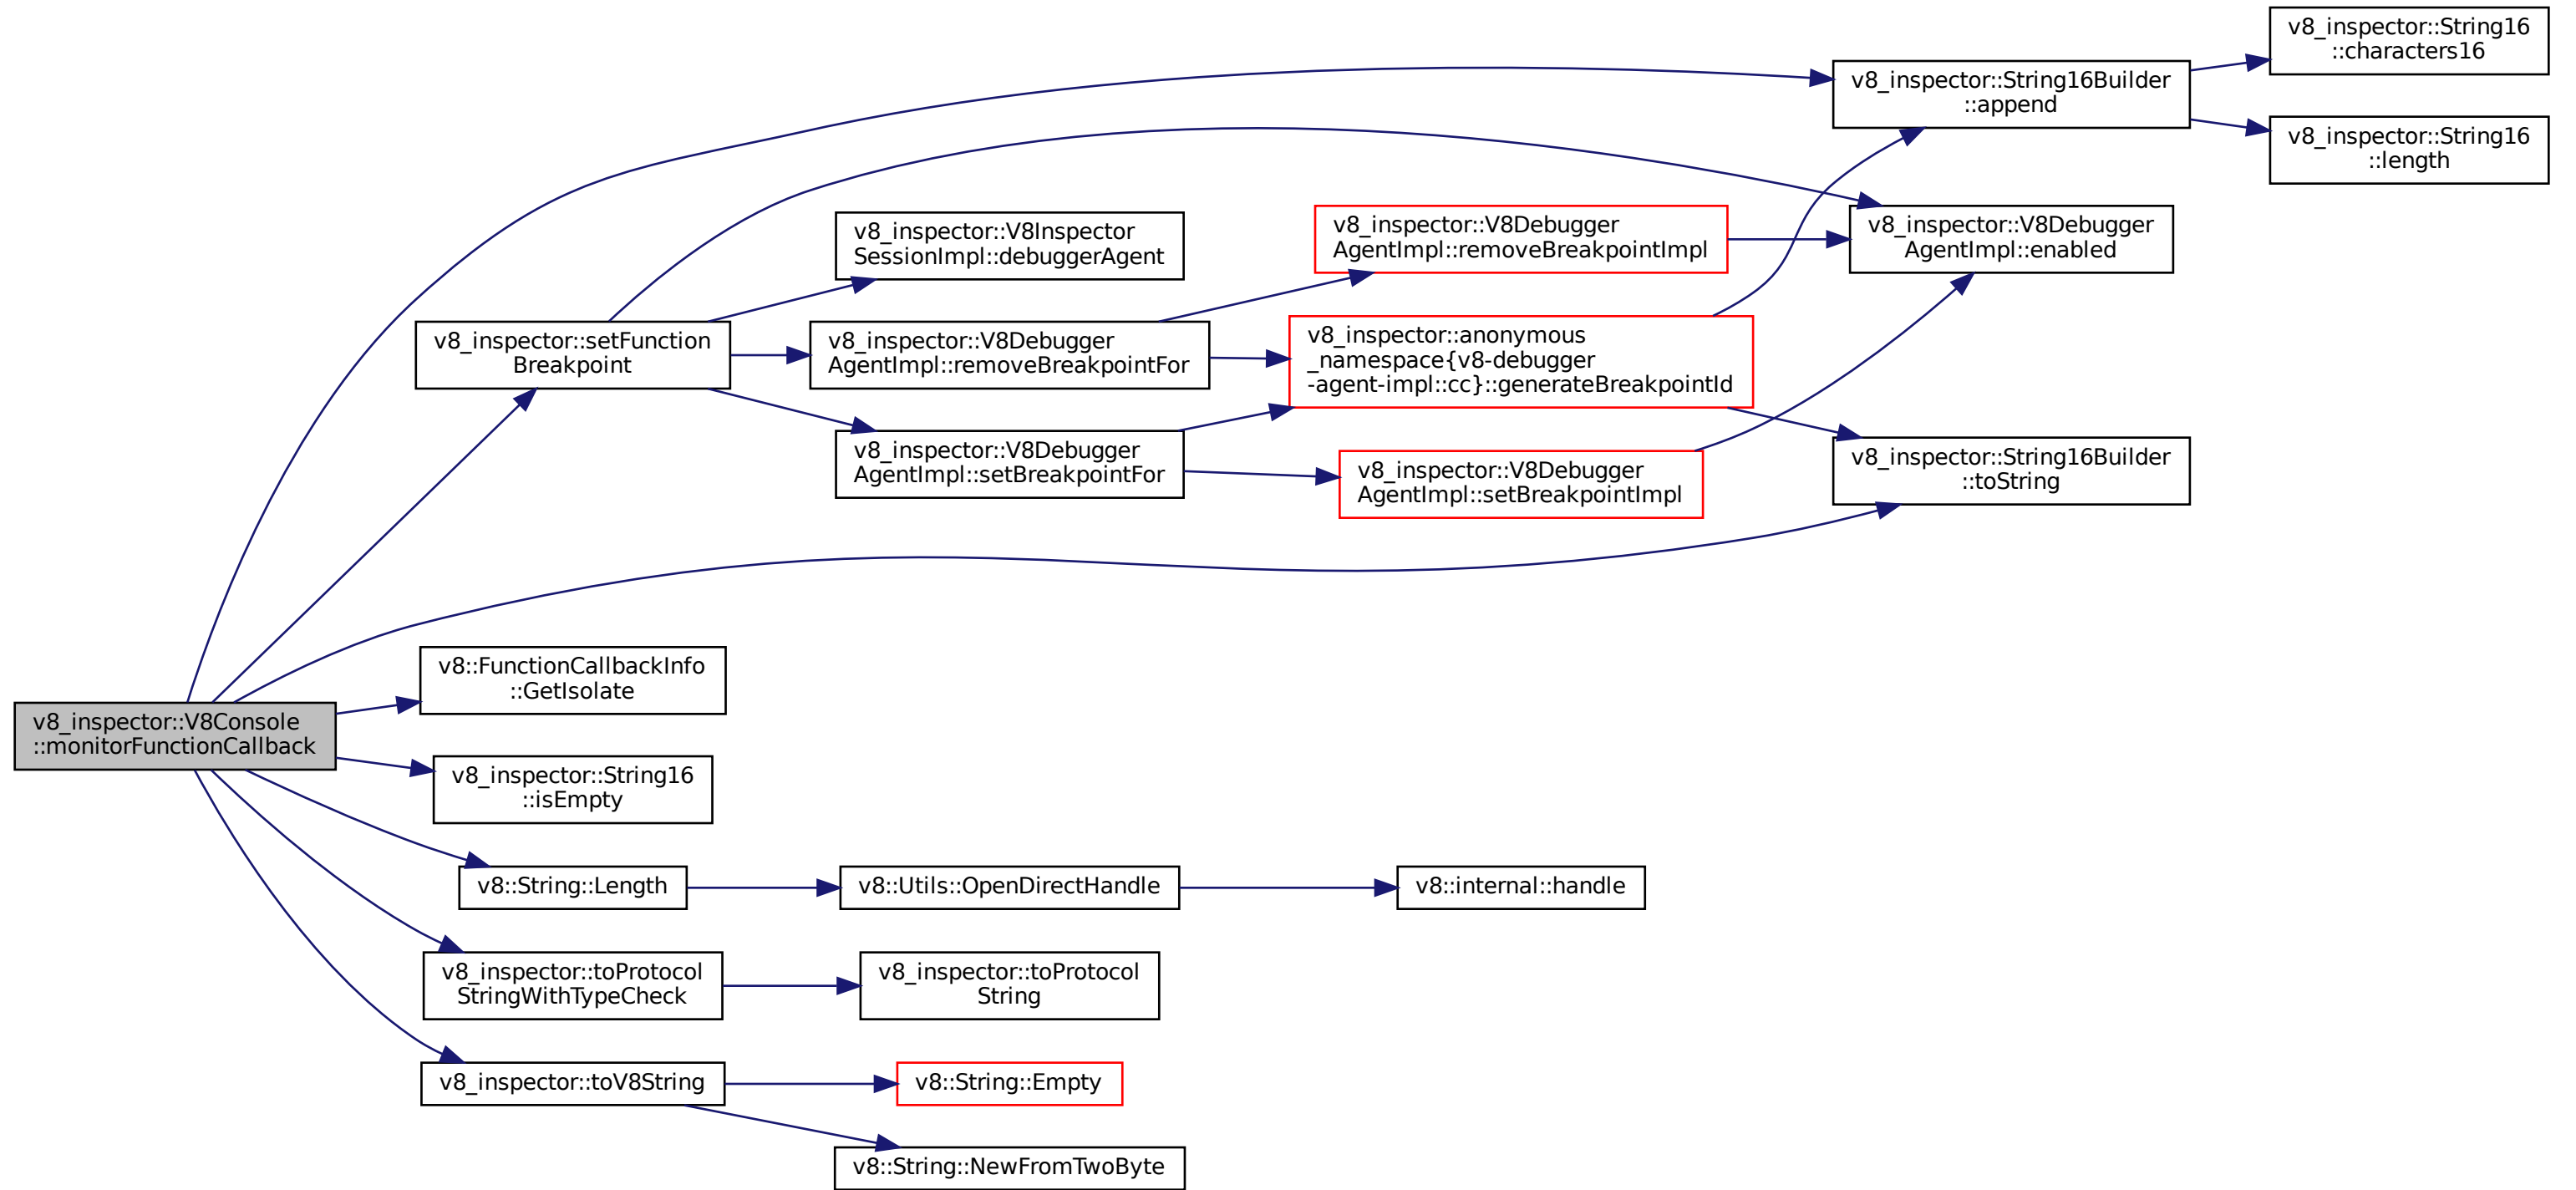 v8_inspector::V8Console
::monitorFunctionCallback
v8_inspector::setFunction
Breakpoint
v8::FunctionCallbackInfo
::GetIsolate
v8_inspector::String16
::isEmpty
v8::String::Length
v8_inspector::toProtocol
StringWithTypeCheck
v8_inspector::toV8String
v8_inspector::V8Inspector
SessionImpl::debuggerAgent
v8_inspector::V8Debugger
AgentImpl::removeBreakpointFor
v8_inspector::V8Debugger
AgentImpl::setBreakpointFor
v8::Utils::OpenDirectHandle
v8_inspector::toProtocol
String
v8::String::Empty
v8::String::NewFromTwoByte
v8_inspector::V8Debugger
AgentImpl::removeBreakpointImpl
v8_inspector::anonymous
_namespace{v8-debugger
-agent-impl::cc}::generateBreakpointId
v8_inspector::V8Debugger
AgentImpl::setBreakpointImpl
v8::internal::handle
v8_inspector::String16Builder
::append
v8_inspector::V8Debugger
AgentImpl::enabled
v8_inspector::String16Builder
::toString
v8_inspector::String16
::characters16
v8_inspector::String16
::length